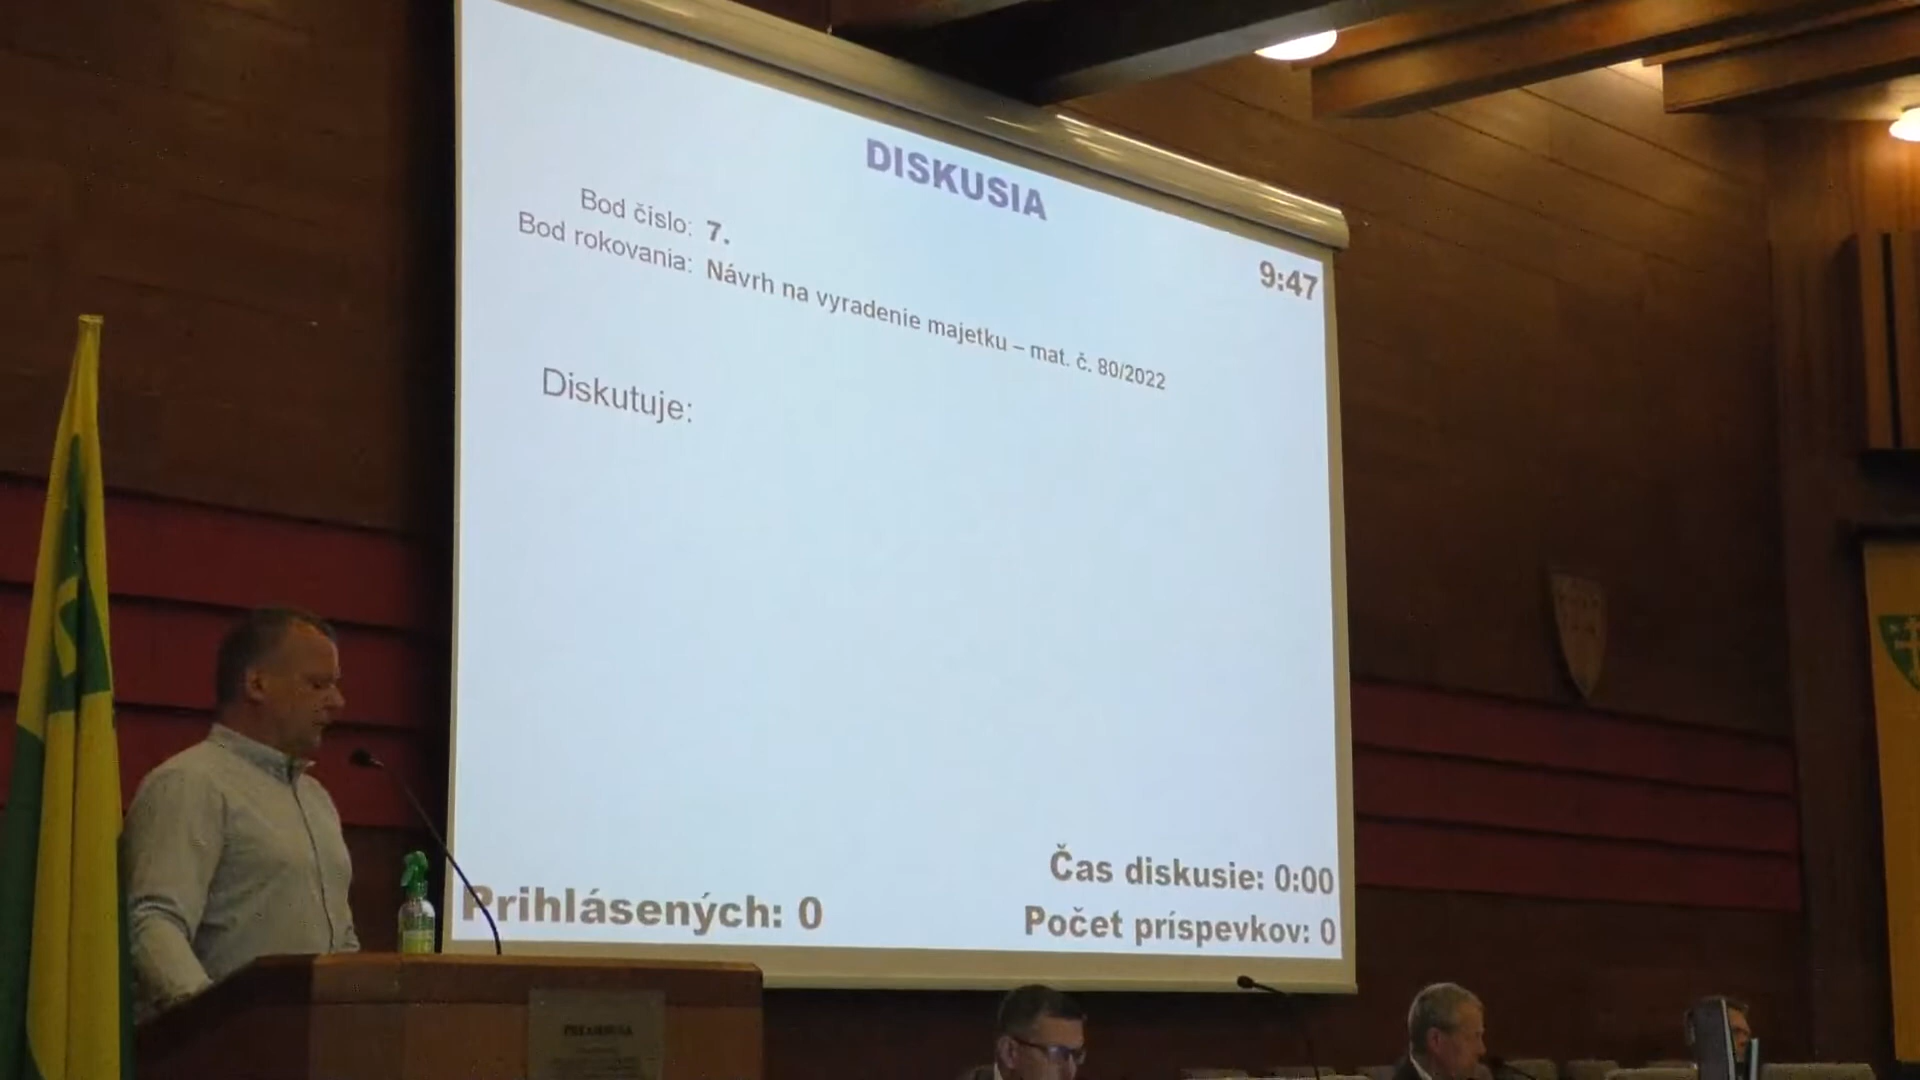 DISKUSIA
Bod číslo: 7.
9:47
Bod rokovania: Návrh na vyradenie majetku – mat. č. 80/2022
Diskutuje:
Čas diskusie: 0:00
Prihlásených: 0
Počet príspevkov: 0